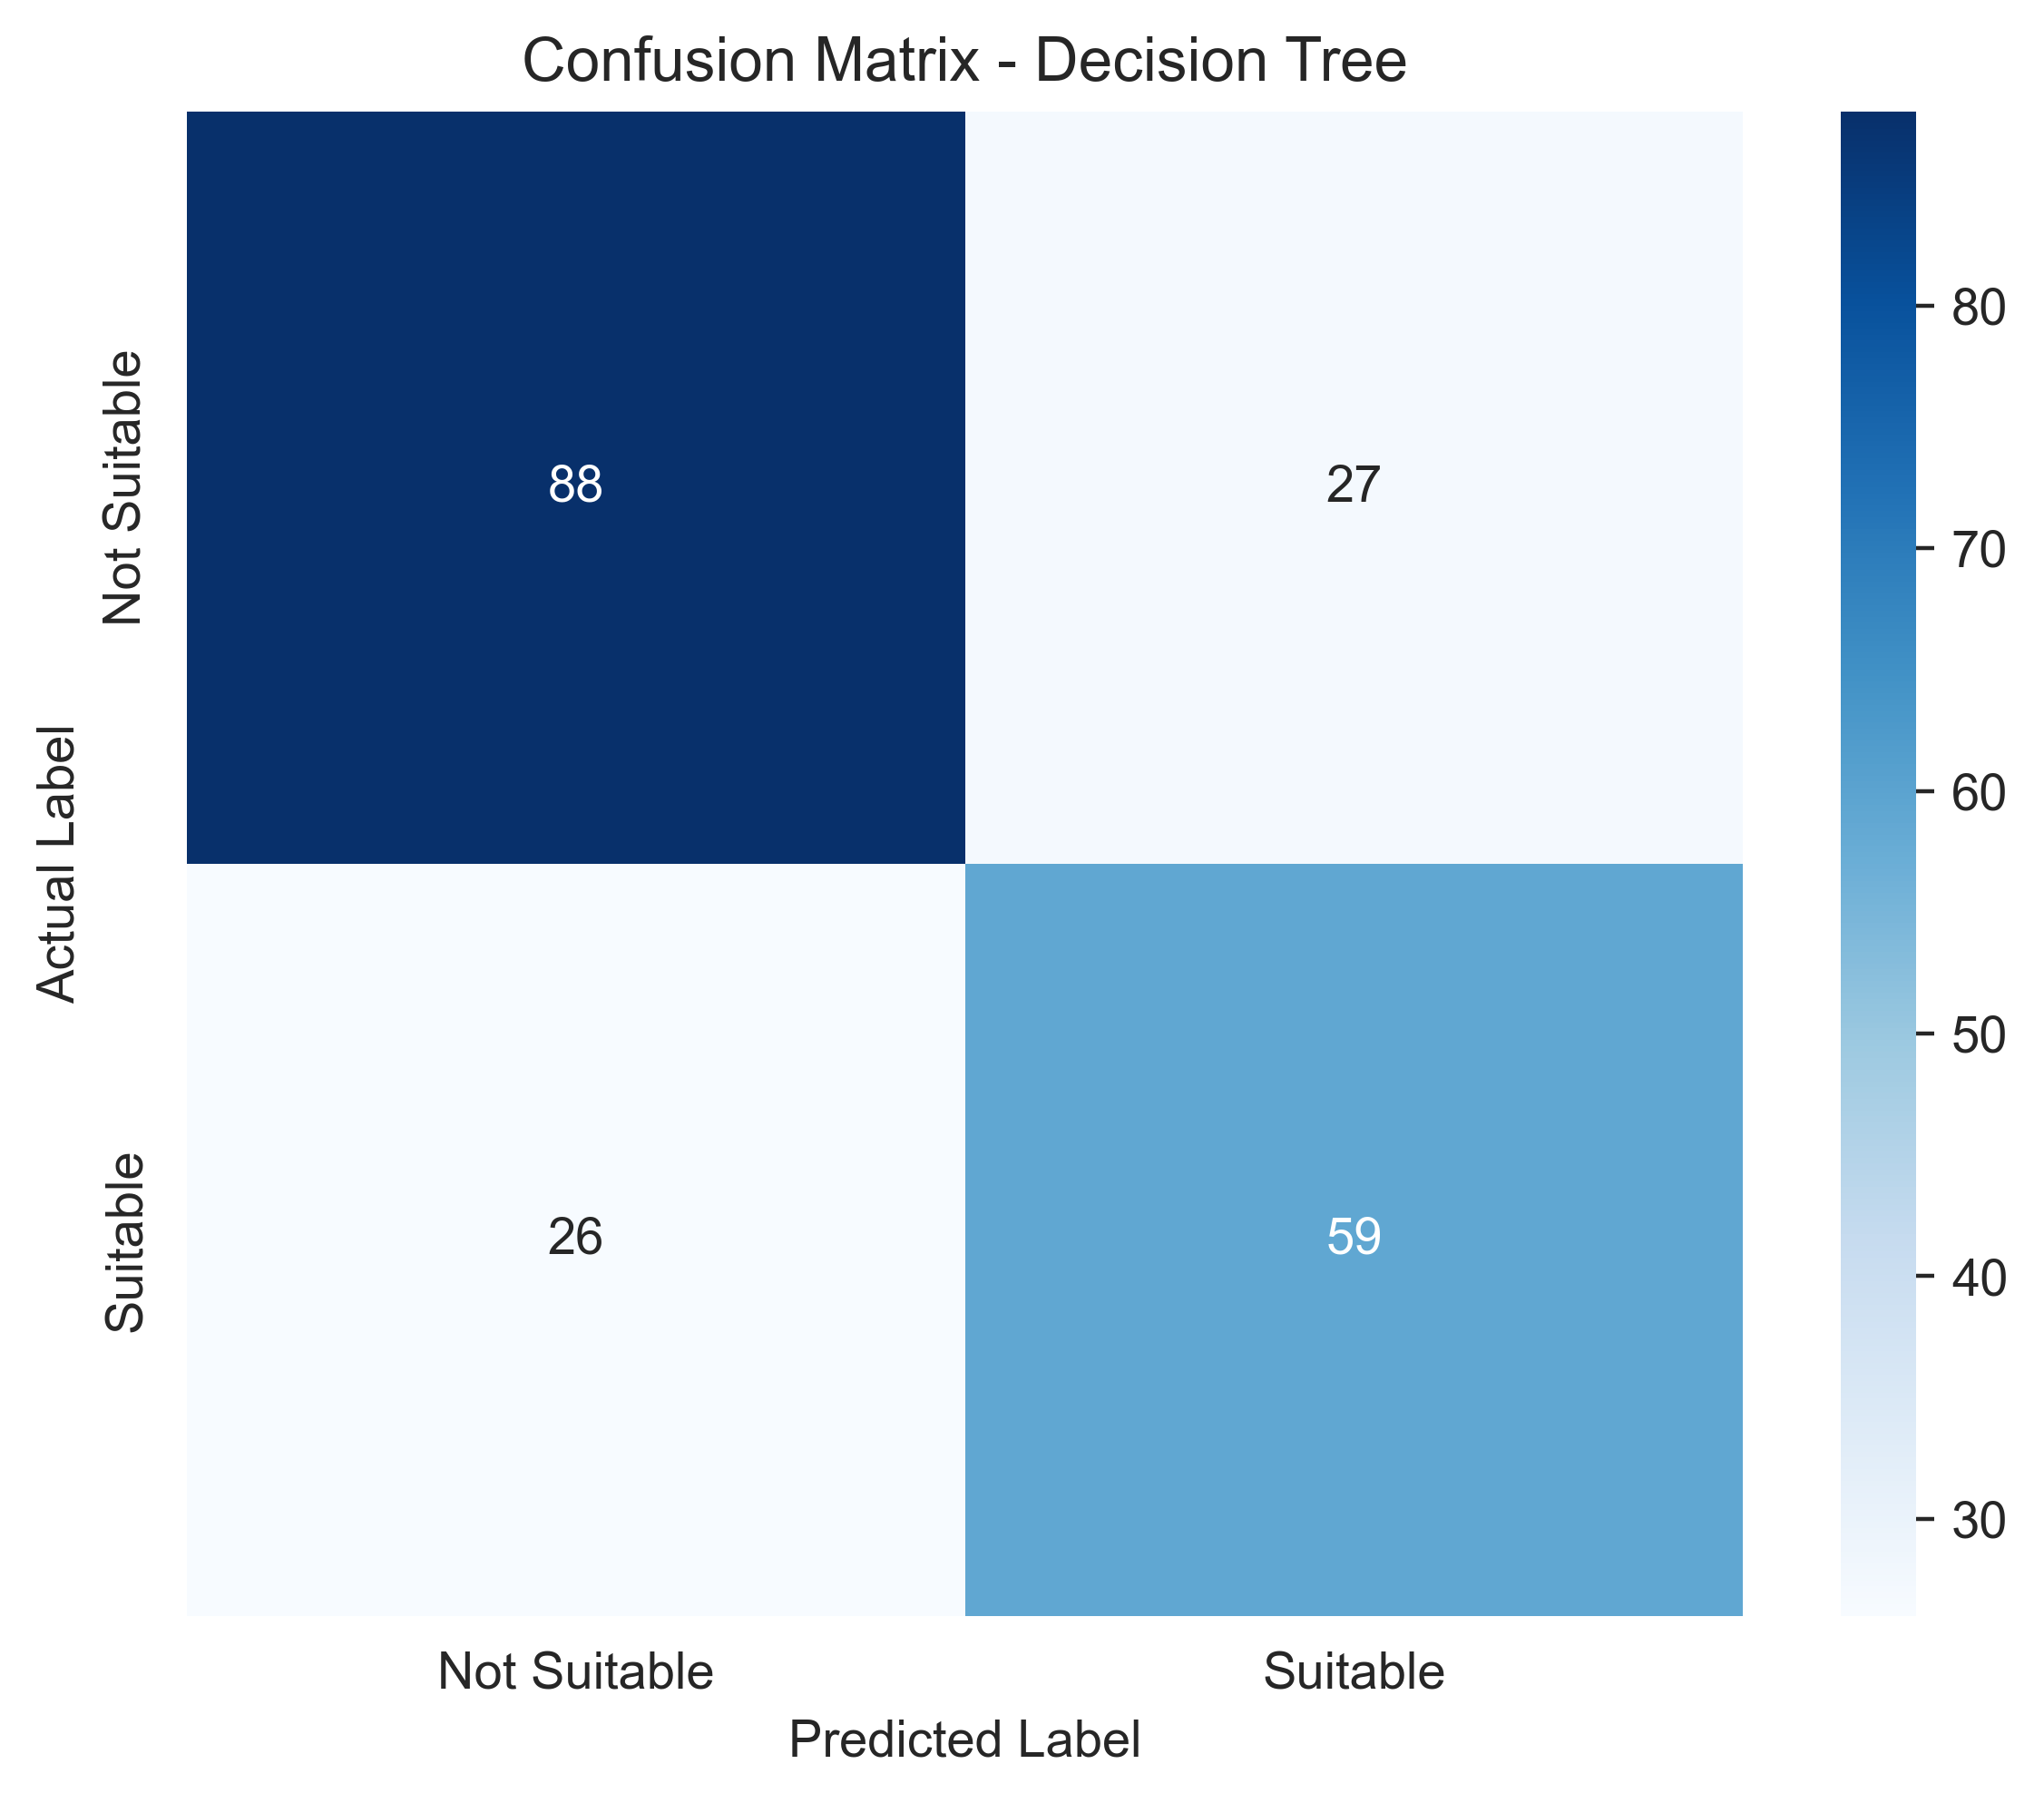 Confusion Matrix - Decision Tree
Actual Label
Not Suitable
88
27
Suitable
26
59
Not Suitable
Suitable
Predicted Label
80
70
60
50
40
30